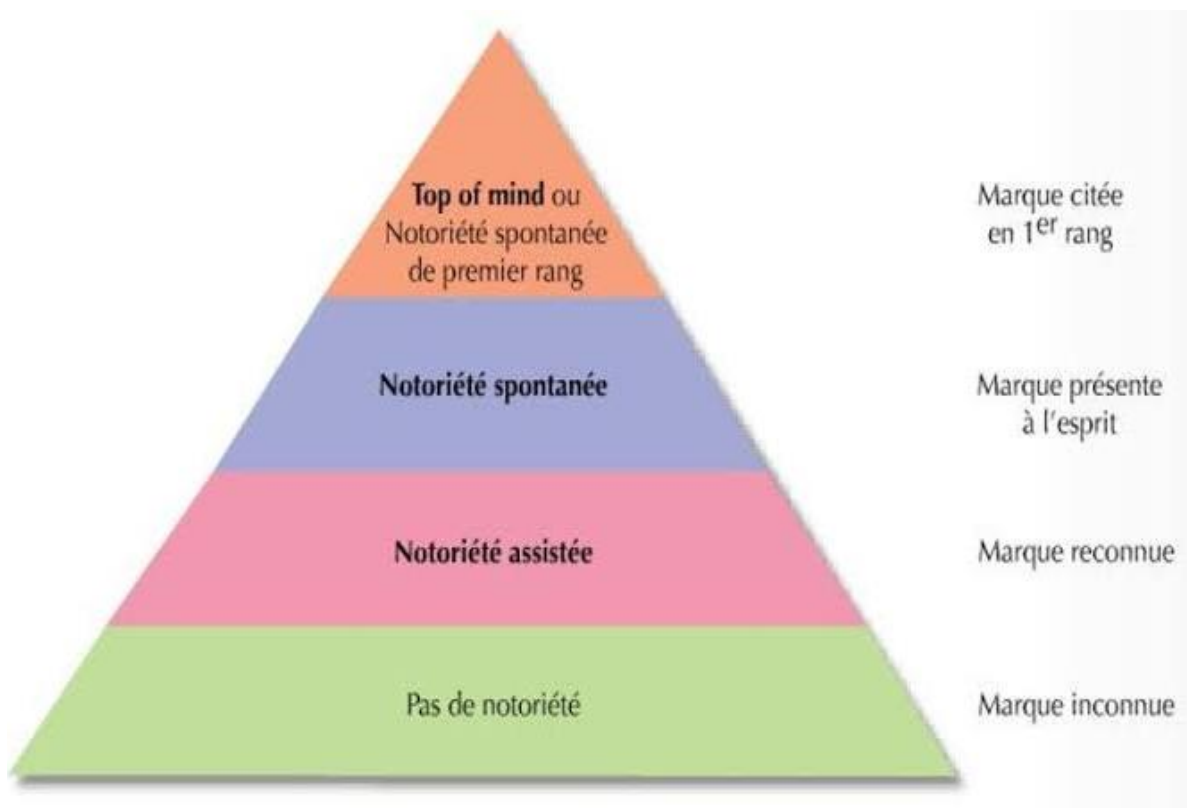 Top of mind ou
Notoriété spontanée
de premier rang
Marque citée
en 1er rang
Notoriété spontanée
Marque présente
à l'esprit
Notoriété assistée
Marque reconnue
Pas de notoriété
Marque inconnue